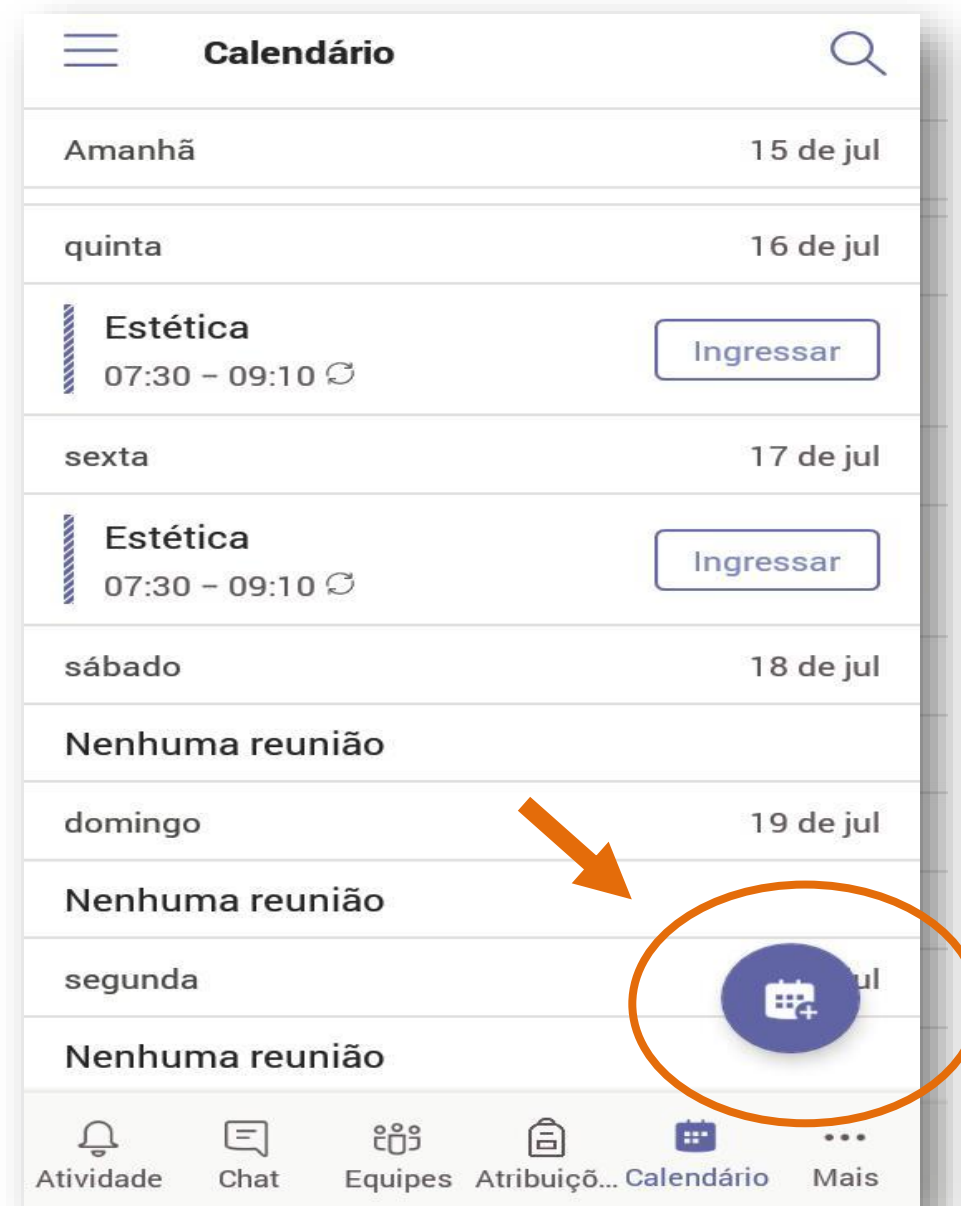 Calendário
Amanhã 15 de jul
quinta 16 de jul
Estética
07:30 – 09:10
Ingressar
sexta 17 de jul
Estética
07:30 – 09:10
Ingressar
sábado 18 de jul
Nenhuma reunião
domingo 19 de jul
Nenhuma reunião
segunda
Nenhuma reunião
Atividade Chat Equipes Atribuiçõ... Calendário Mais